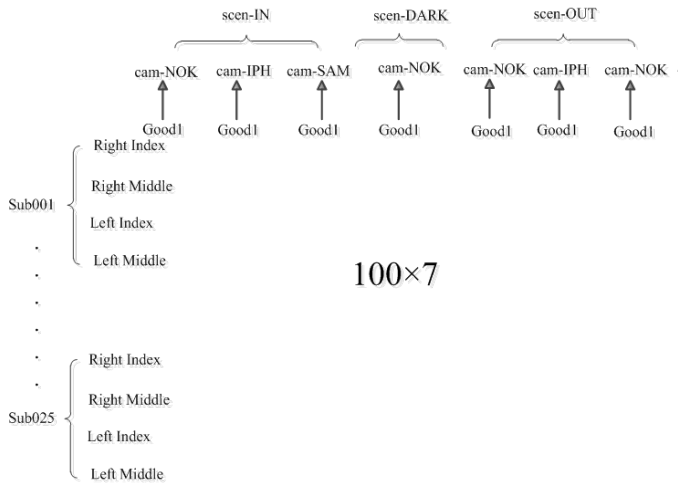 scen-IN scen-DARK scen-OUT
cam-NOK cam-IPH cam-SAM cam-NOK cam-NOK cam-IPH cam-NOK
Good1 Good1 Good1 Good1 Good1 Good1 Good1
Right Index
Right Middle
Sub001
Left Index
Left Middle
100×7
Right Index
Right Middle
Sub025
Left Index
Left Middle